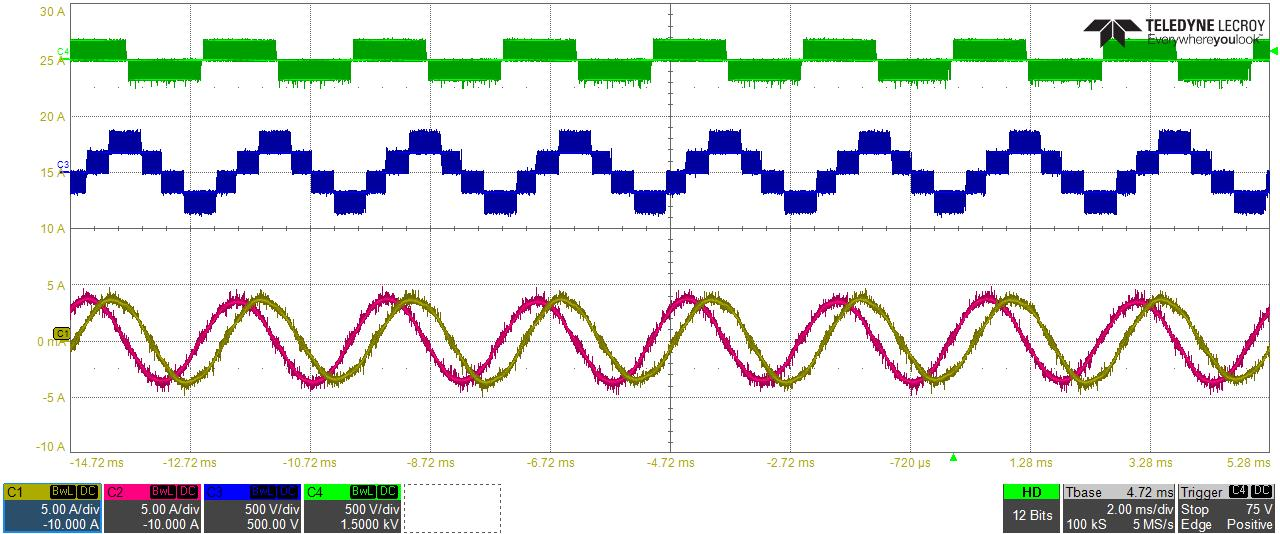 30 A
TELEDYNE LECROY
Everywhereyoulook™
C4
25 A
20 A
C3
15 A
10 A
5 A
C1
0 mA
-5 A
-10 A
-14.72 ms -12.72 ms -10.72 ms -8.72 ms -6.72 ms -4.72 ms -2.72 ms -720 µs 1.28 ms 3.28 ms 5.28 ms
C1 BwL DC C2 BwL DC C3 BwL DC C4 BwL DC HD Tbase 4.72 ms Trigger C4 DC
5.00 A/div 5.00 A/div 500 V/div 500 V/div 12 Bits 2.00 ms/div Stop 75 V
-10.000 A -10.000 A 500.00 V 1.5000 kV 100 kS 5 MS/s Edge Positive